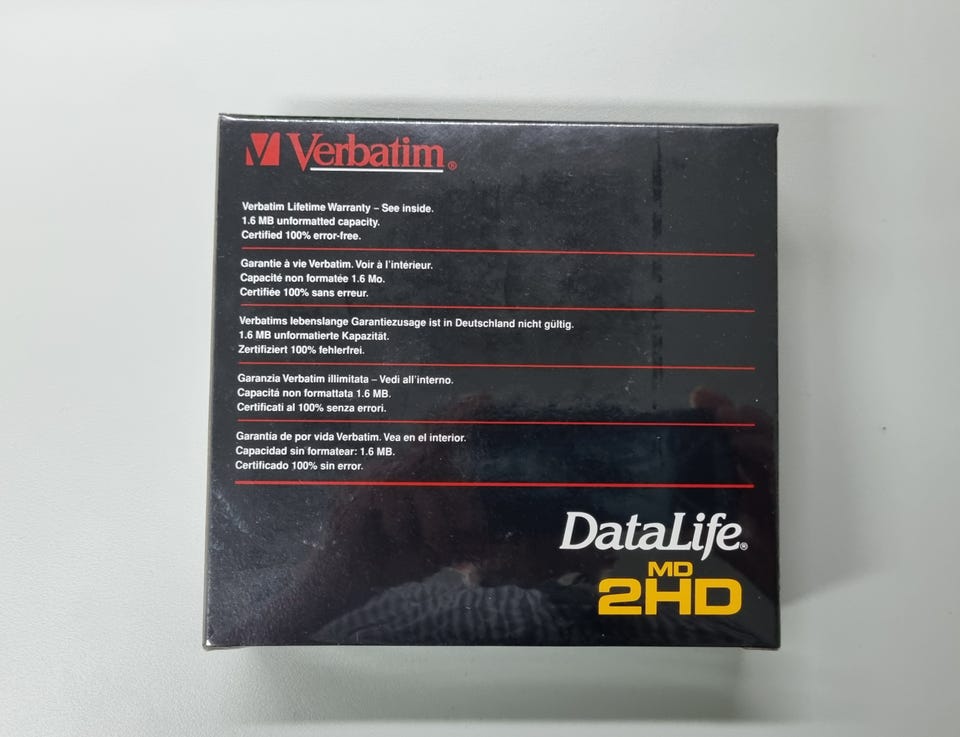 Verbatim®
Verbatim Lifetime Warranty – See inside.
1.6 MB unformatted capacity.
Certified 100% error-free.
Garantie à vie Verbatim. Voir à l'intérieur.
Capacité non formatée 1.6 Mo.
Certifiée 100% sans erreur.
Verbatims lebenslange Garantiezusage ist in Deutschland nicht gültig.
1.6 MB unformatierte Kapazität.
Zertifiziert 100% fehlerfrei.
Garanzia Verbatim illimitata – Vedi all'interno.
Capacitá non formattata 1.6 MB.
Certificati al 100% senza errori.
Garantía de por vida Verbatim. Vea en el interior.
Capacidad sin formatear: 1.6 MB.
Certificado 100% sin error.
DataLife®
MD
2HD